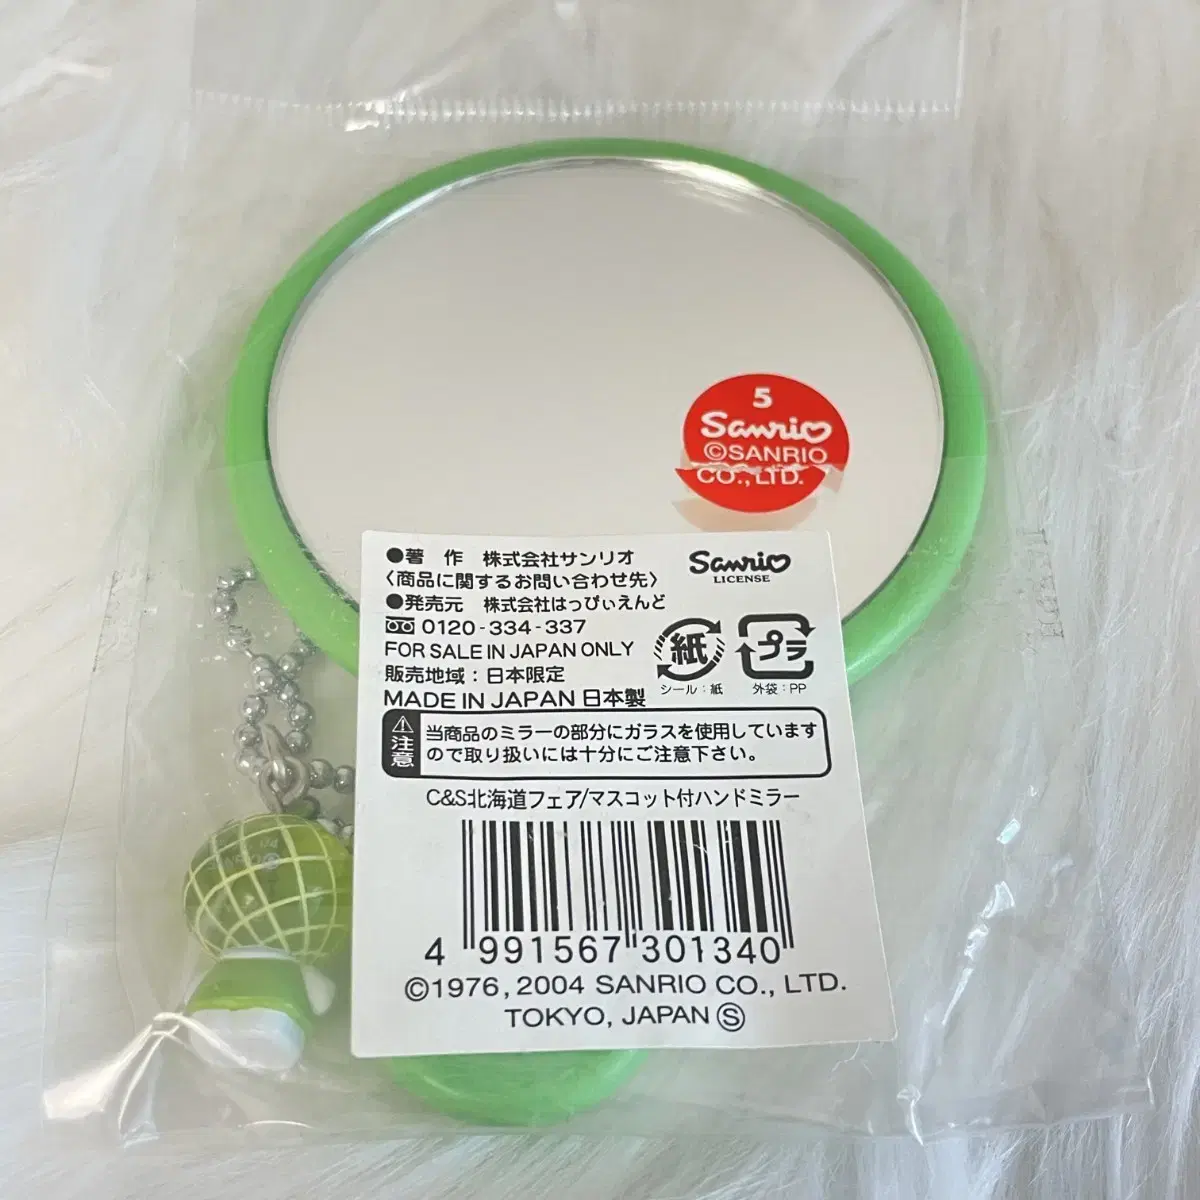 5
Sanrio
©SANRIO
CO., LTD.
●著 作 株式会社サンリオ
Sanrio
LICENSE
〈商品に関するお問い合わせ先〉
●発売元 株式会社はっぴぃえんど
0120-334-337
FOR SALE IN JAPAN ONLY
販売地域：日本限定
MADE IN JAPAN 日本製
紙
シール：紙
プラ
外袋：PP
注意
当商品のミラーの部分にガラスを使用しています
ので取り扱いには十分にご注意下さい。
C&S北海道フェア/マスコット付ハンドミラー
4 991567 301340
©1976, 2004 SANRIO CO., LTD.
TOKYO, JAPAN Ⓢ